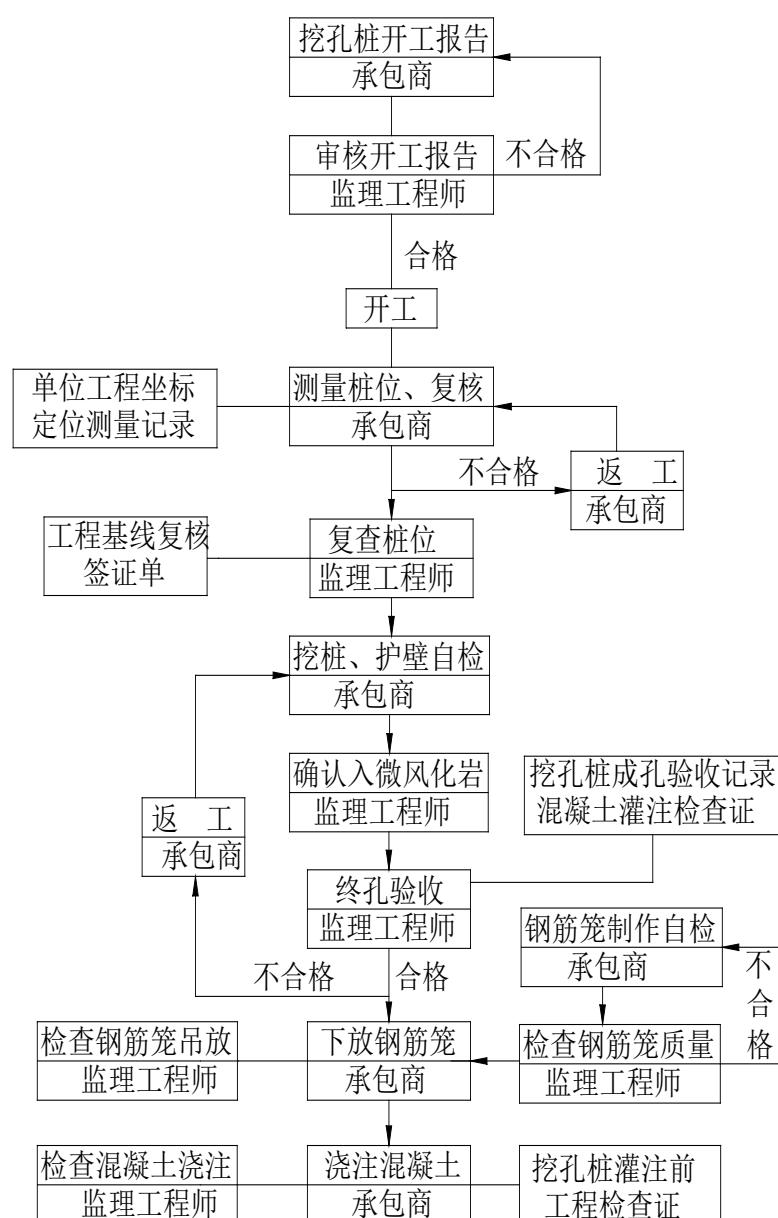 挖孔桩开工报告
承包商
审核开工报告
监理工程师
不合格
合格
开工
单位工程坐标
定位测量记录
测量桩位、复核
承包商
不合格
返 工
承包商
工程基线复核
签证单
复查桩位
监理工程师
挖桩、护壁自检
承包商
确认入微风化岩
监理工程师
挖孔桩成孔验收记录
混凝土灌注检查证
返 工
承包商
终孔验收
监理工程师
钢筋笼制作自检
承包商
不合格
合格
不
合
格
检查钢筋笼吊放
监理工程师
下放钢筋笼
承包商
检查钢筋笼质量
监理工程师
检查混凝土浇注
监理工程师
浇注混凝土
承包商
挖孔桩灌注前
工程检查证